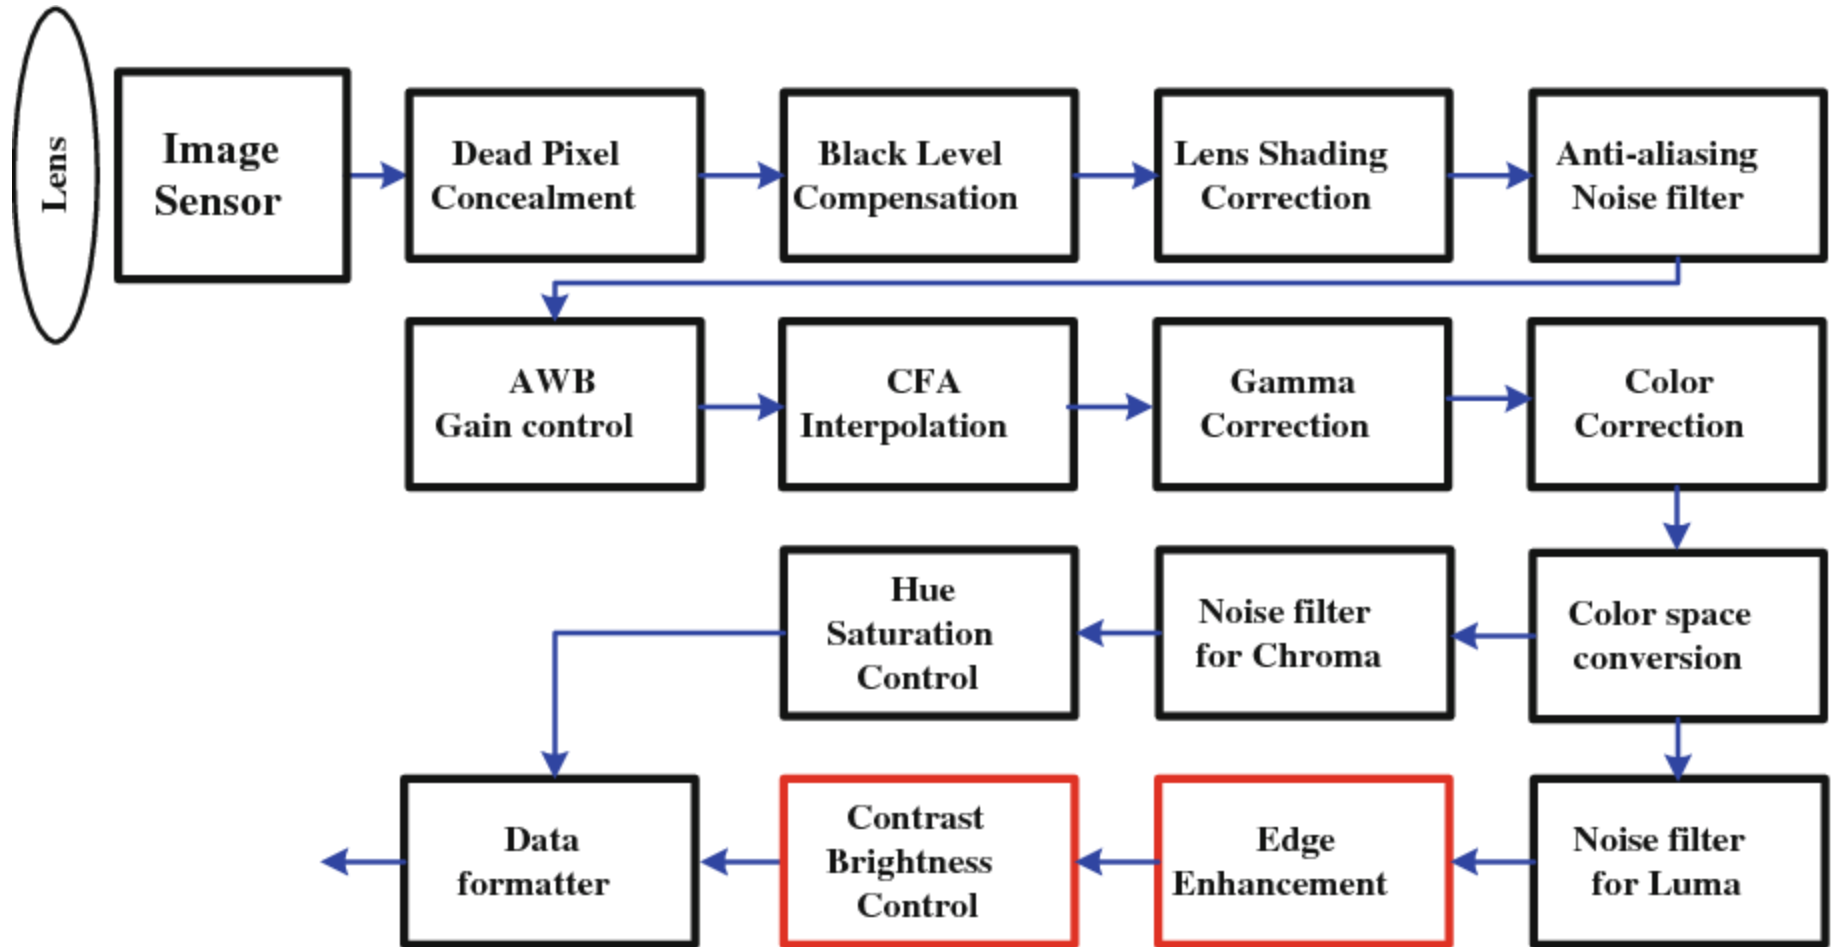 Lens
Image
Sensor
Dead Pixel
Concealment
Black Level
Compensation
Lens Shading
Correction
Anti-aliasing
Noise filter
AWB
Gain control
CFA
Interpolation
Gamma
Correction
Color
Correction
Hue
Saturation
Control
Noise filter
for Chroma
Color space
conversion
Data
formatter
Contrast
Brightness
Control
Edge
Enhancement
Noise filter
for Luma